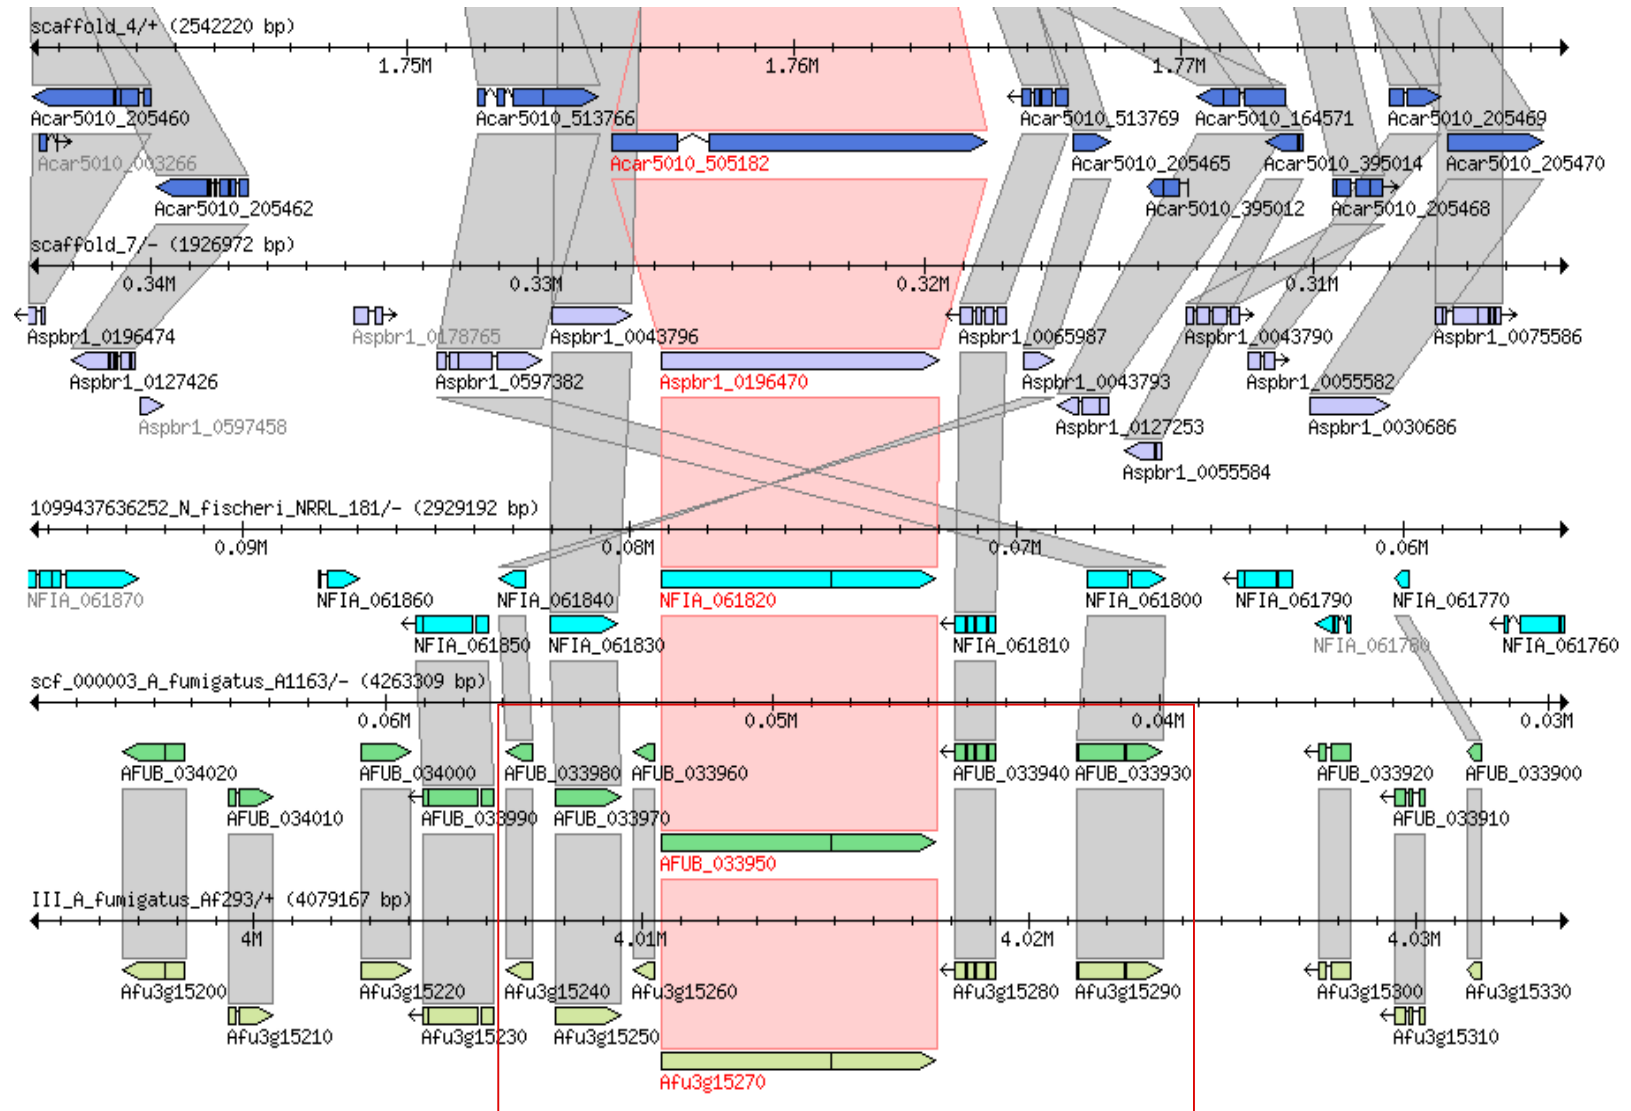 scaffold_4/+ (2542220 bp)
1.75M 1.76M 1.77M
Acar5010_205460 Acar5010_513766 Acar5010_513769 Acar5010_164571 Acar5010_205469
Acar5010_003266 Acar5010_505182 Acar5010_205465 Acar5010_395014 Acar5010_205470
Acar5010_205462 Acar5010_395012 Acar5010_205468
scaffold_7/- (1926972 bp)
0.34M 0.33M 0.32M 0.31M
Aspbr1_0196474 Aspbr1_0178765 Aspbr1_0043796 Aspbr1_0065987 Aspbr1_0043790 Aspbr1_0075586
Aspbr1_0127426 Aspbr1_0597382 Aspbr1_0196470 Aspbr1_0043793 Aspbr1_0055582
Aspbr1_0597458 Aspbr1_0127253 Aspbr1_0030686
Aspbr1_0055584
1099437636252_N_fischeri_NRRL_181/- (2929192 bp)
0.09M 0.08M 0.07M 0.06M
NFIA_061870 NFIA_061860 NFIA_061840 NFIA_061820 NFIA_061800 NFIA_061790 NFIA_061770
NFIA_061850 NFIA_061830 NFIA_061810 NFIA_061780 NFIA_061760
scf_000003_A_fumigatus_A1163/- (4263309 bp)
0.06M 0.05M 0.04M 0.03M
AFUB_034020 AFUB_034000 AFUB_033980 AFUB_033960 AFUB_033940 AFUB_033930 AFUB_033920 AFUB_033900
AFUB_034010 AFUB_033990 AFUB_033970 AFUB_033910
AFUB_033950
III_A_fumigatus_Af293/+ (4079167 bp)
4M 4.01M 4.02M 4.03M
Afu3g15200 Afu3g15220 Afu3g15240 Afu3g15260 Afu3g15280 Afu3g15290 Afu3g15300 Afu3g15330
Afu3g15210 Afu3g15230 Afu3g15250 Afu3g15310
Afu3g15270